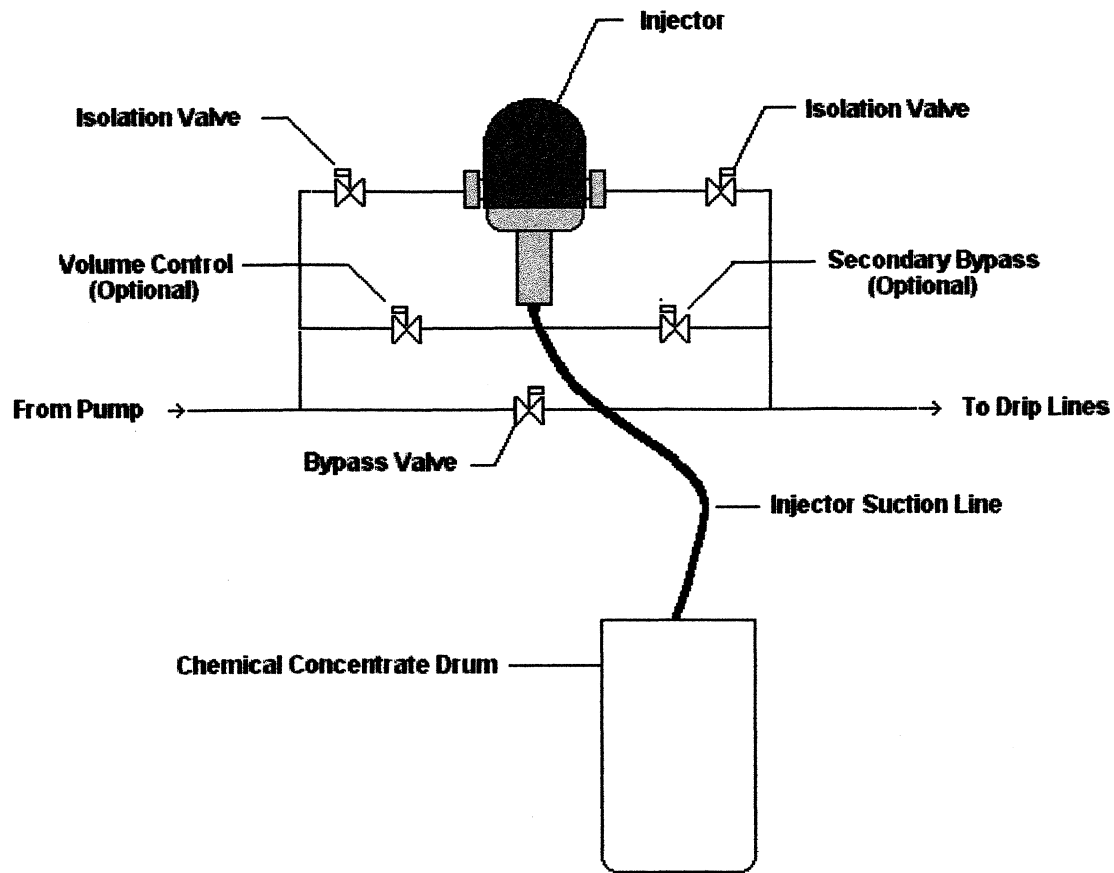 Injector
Isolation Valve
Isolation Valve
Volume Control
(Optional)
Secondary Bypass
(Optional)
From Pump
To Drip Lines
Bypass Valve
Injector Suction Line
Chemical Concentrate Drum